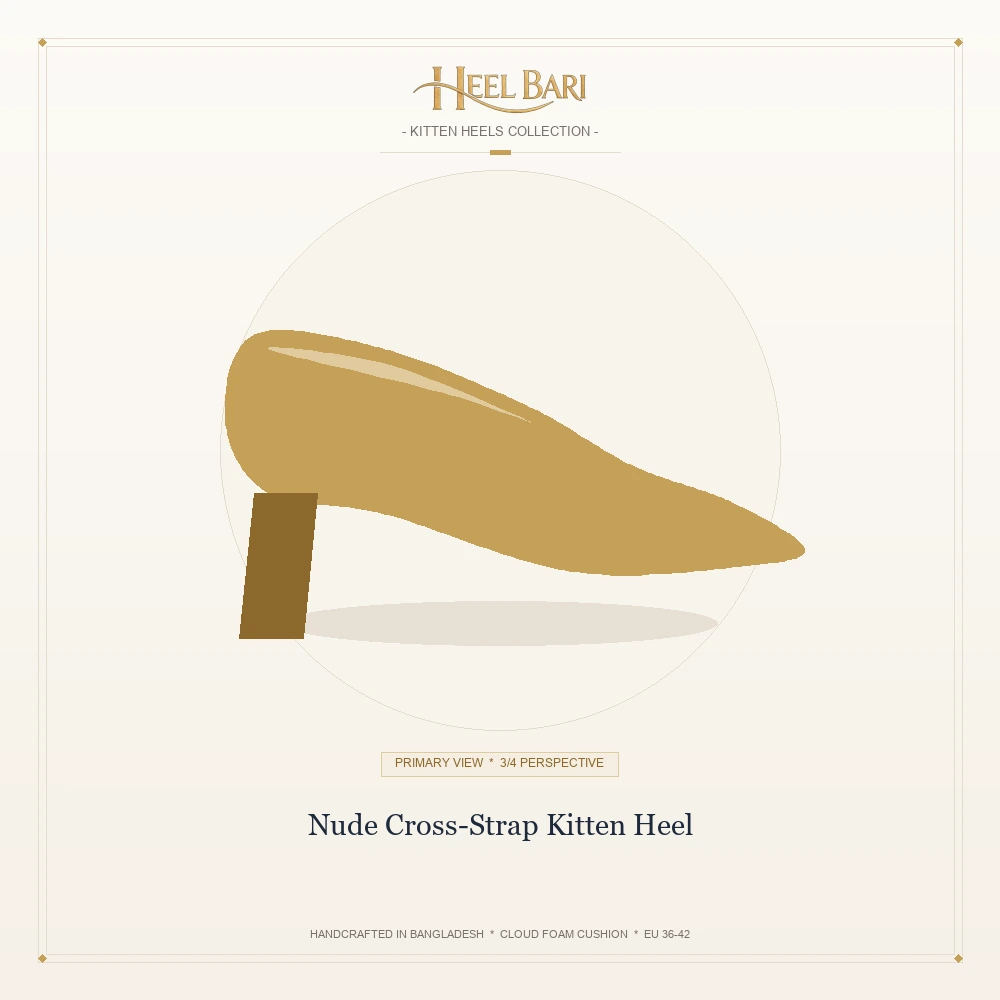 HEEL BARI
- KITTEN HEELS COLLECTION -
PRIMARY VIEW * 3/4 PERSPECTIVE
Nude Cross-Strap Kitten Heel
HANDCRAFTED IN BANGLADESH * CLOUD FOAM CUSHION * EU 36-42